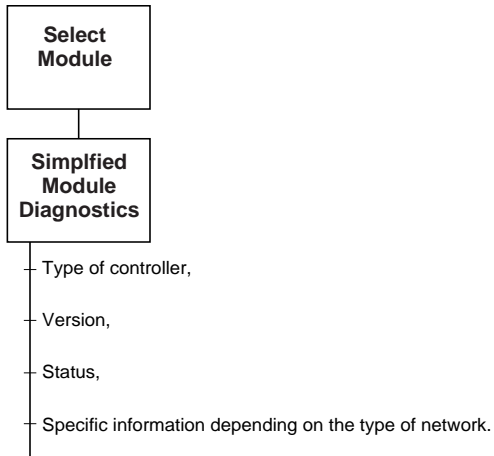 Select
Module
Simplfied
Module
Diagnostics
Type of controller,
Version,
Status,
Specific information depending on the type of network.